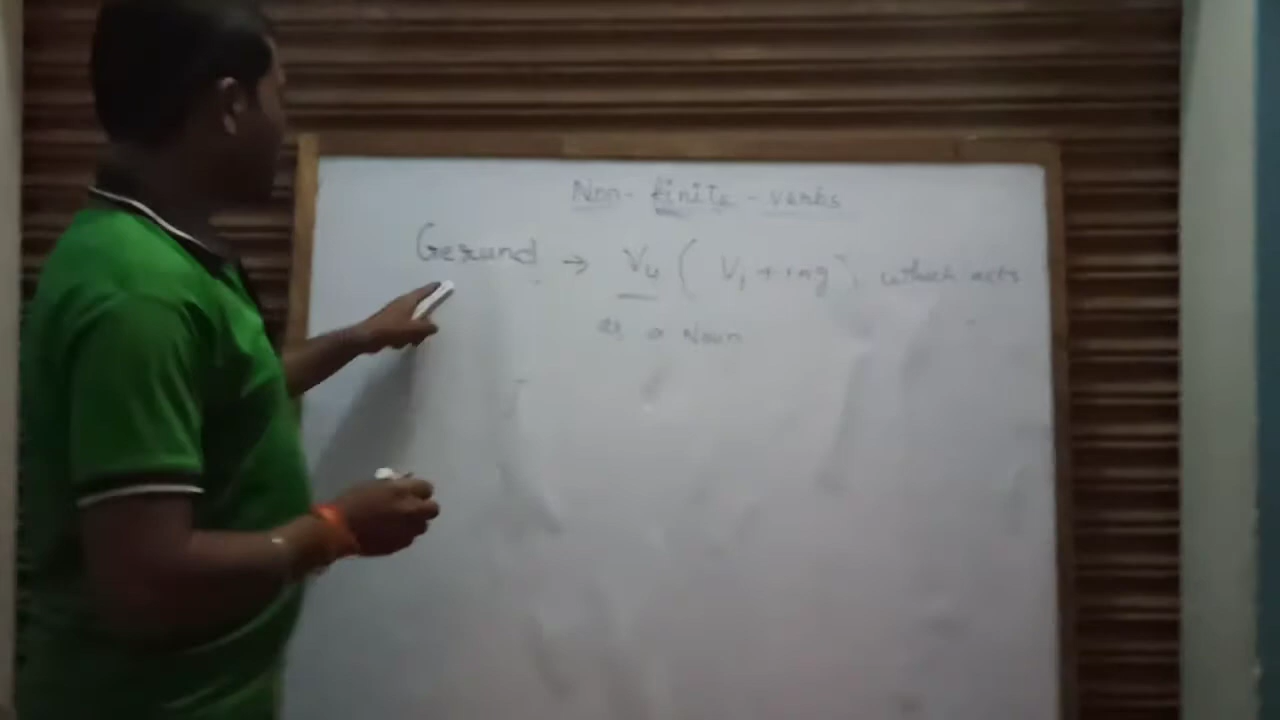 Non-finite-verbs
Gerund → V4 ( V1 + ing ) which acts
as a Noun